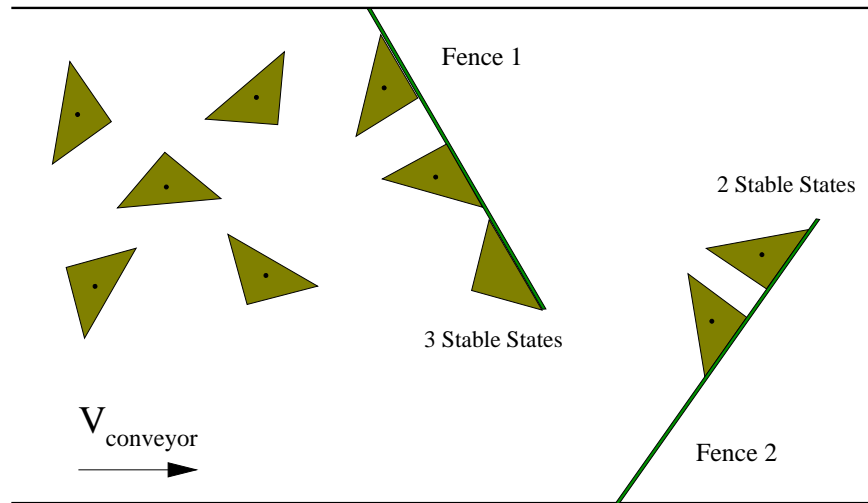 Fence 1
2 Stable States
3 Stable States
V conveyor
Fence 2